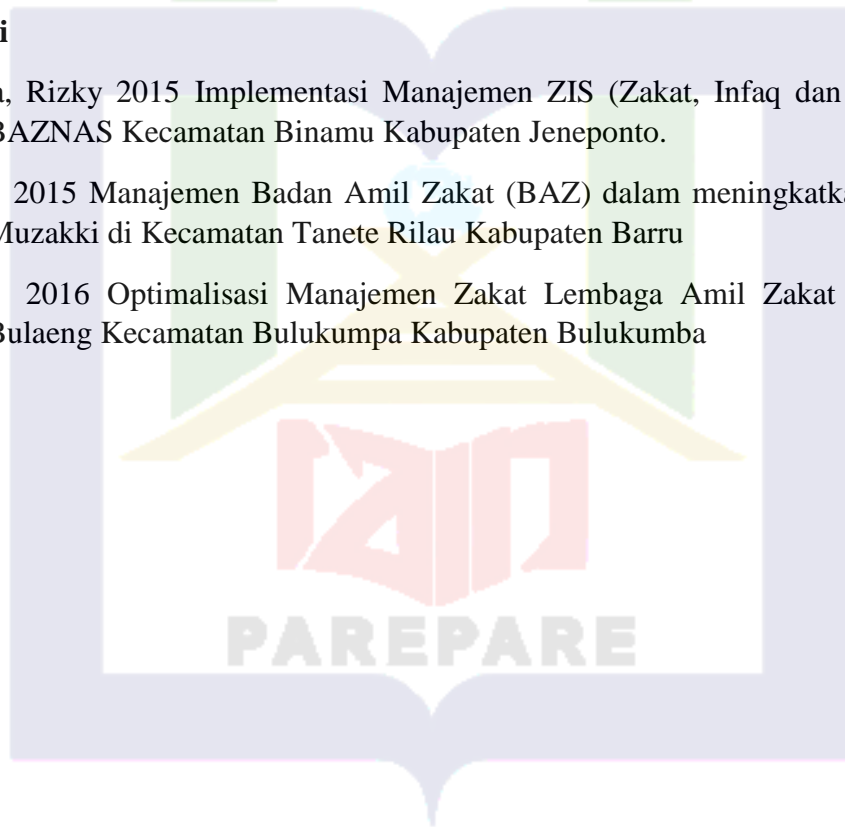 i
a, Rizky 2015 Implementasi Manajemen ZIS (Zakat, Infaq dan
BAZNAS Kecamatan Binamu Kabupaten Jeneponto.
2015 Manajemen Badan Amil Zakat (BAZ) dalam meningkatka
Muzakki di Kecamatan Tanete Rilau Kabupaten Barru
2016 Optimalisasi Manajemen Zakat Lembaga Amil Zakat
Bulaeng Kecamatan Bulukumpa Kabupaten Bulukumba
iain
PAREPARE